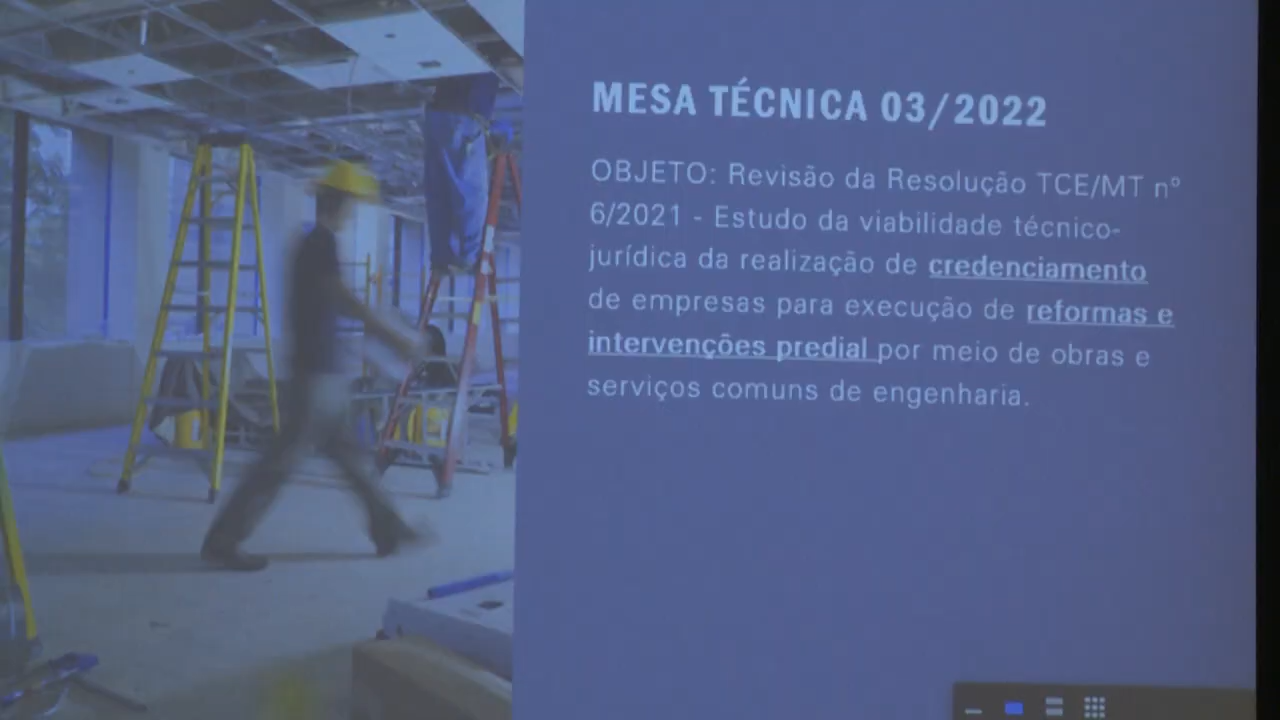 MESA TÉCNICA 03/2022
OBJETO: Revisão da Resolução TCE/MT nº
6/2021 - Estudo da viabilidade técnico-
jurídica da realização de credenciamento
de empresas para execução de reformas e
intervenções predial por meio de obras e
serviços comuns de engenharia.